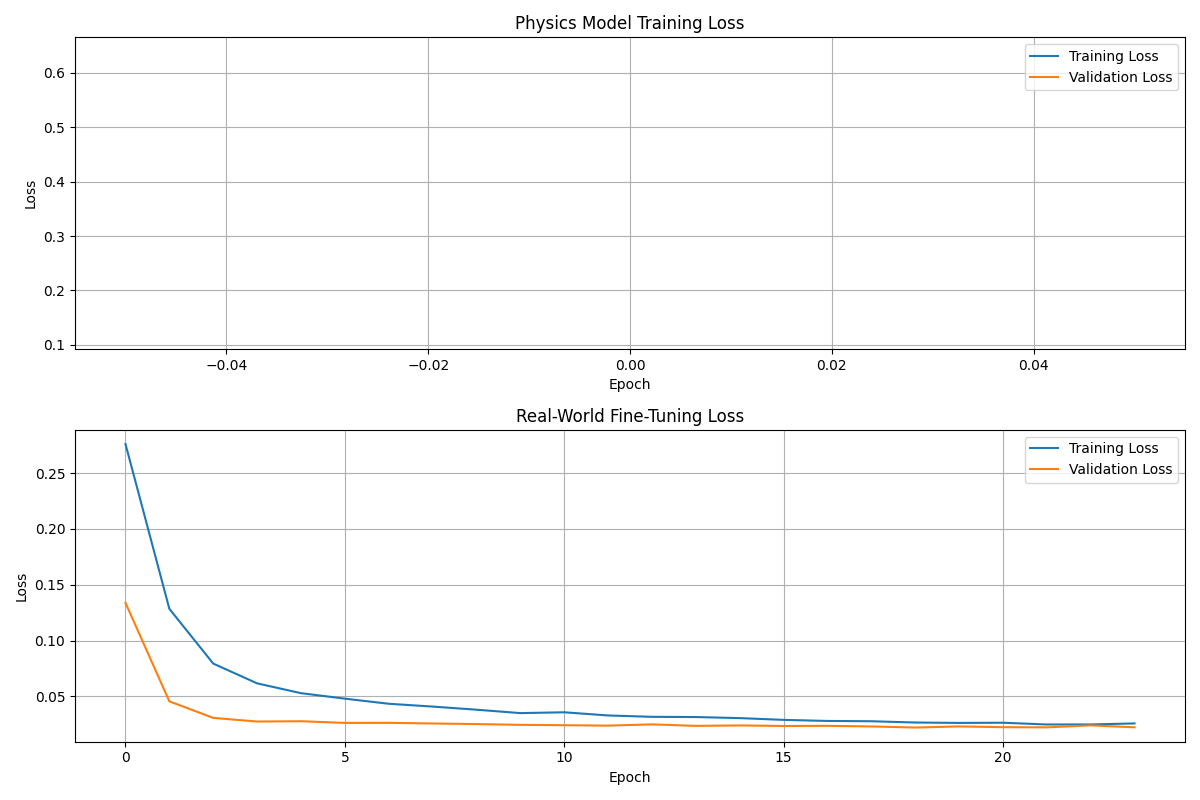 Physics Model Training Loss
Training Loss
Validation Loss
0.6
0.5
0.4
0.3
0.2
0.1
Loss
−0.04
−0.02
0.00
0.02
0.04
Epoch
Real-World Fine-Tuning Loss
Training Loss
Validation Loss
0.25
0.20
0.15
0.10
0.05
Loss
0
5
10
15
20
Epoch